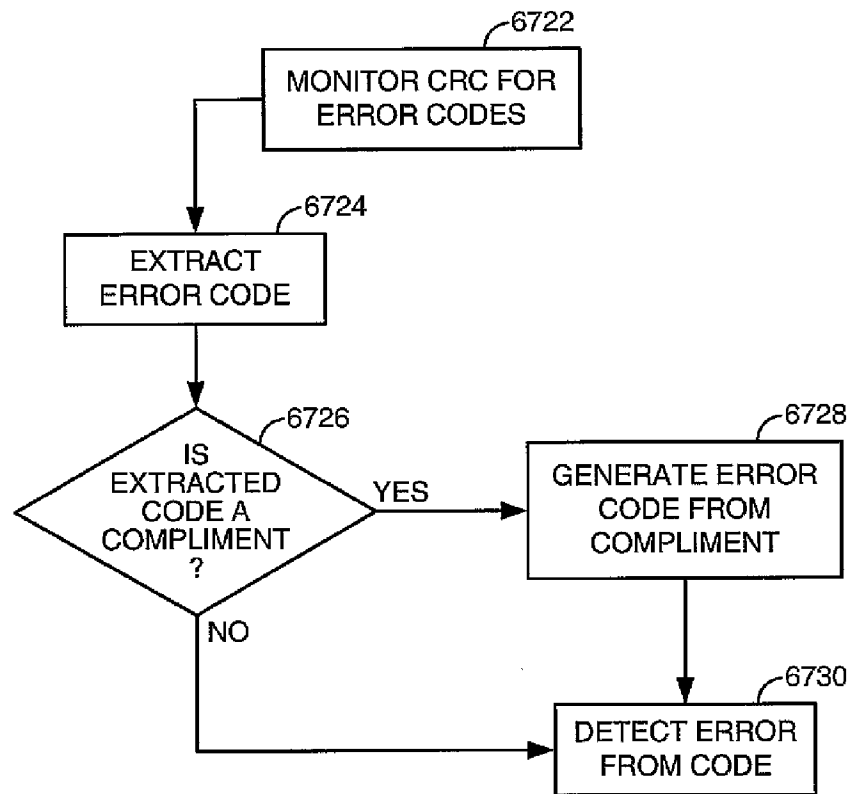 6722
MONITOR CRC FOR
ERROR CODES
6724
EXTRACT
ERROR CODE
6726
IS
EXTRACTED
CODE A
COMPLIMENT
?
YES
NO
6728
GENERATE ERROR
CODE FROM
COMPLIMENT
6730
DETECT ERROR
FROM CODE